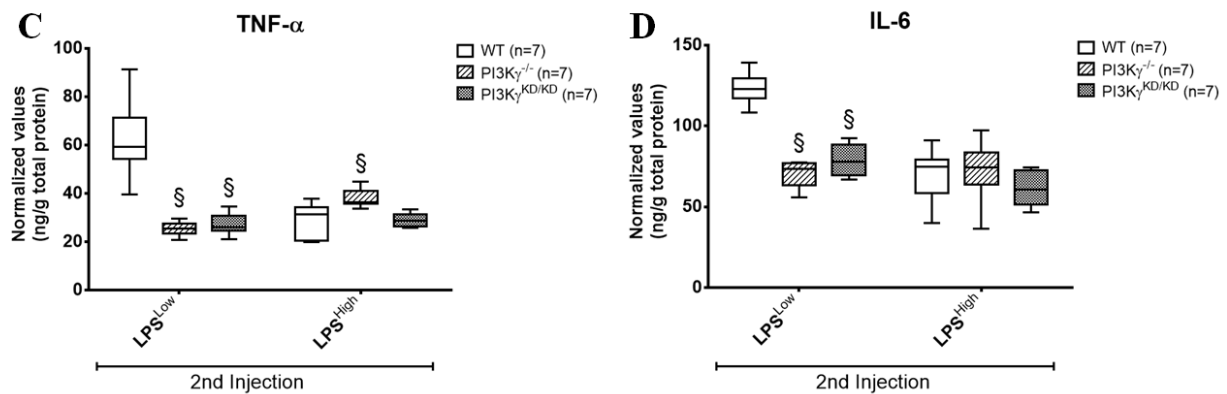 C
TNF-α
Normalized values
(ng/g total protein)
100
80
60
40
20
0
§
§
§
WT (n=7)
PI3Kγ-/- (n=7)
PI3KγKD/KD (n=7)
LPSLow
LPSHigh
2nd Injection
D
IL-6
Normalized values
(ng/g total protein)
150
100
50
0
§
§
WT (n=7)
PI3Kγ-/- (n=7)
PI3KγKD/KD (n=7)
LPSLow
LPSHigh
2nd Injection